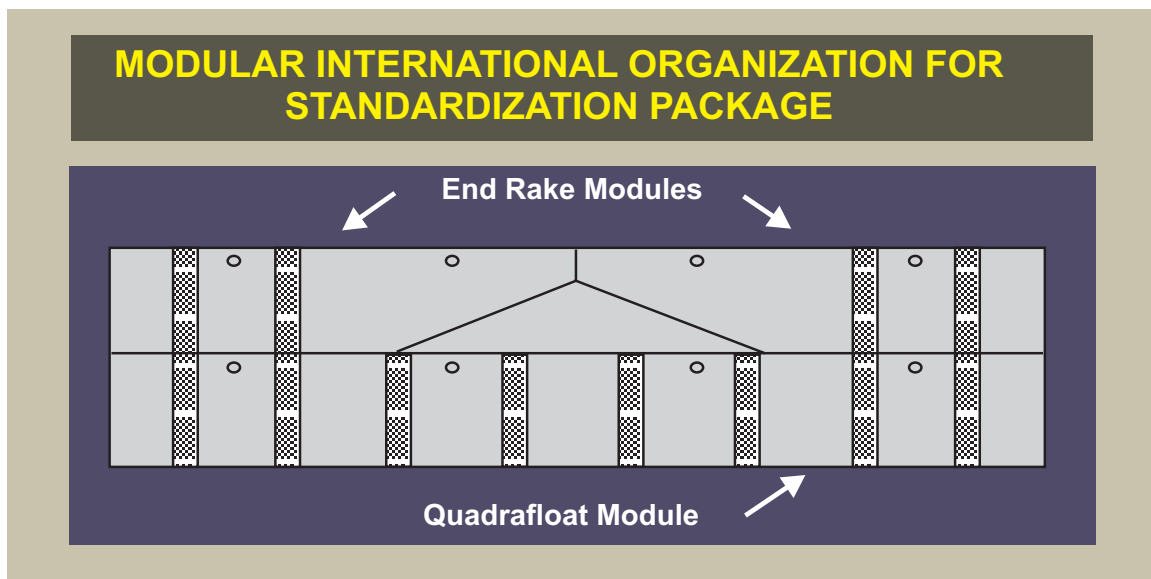 MODULAR INTERNATIONAL ORGANIZATION FOR
STANDARDIZATION PACKAGE
End Rake Modules
Quadrafloat Module